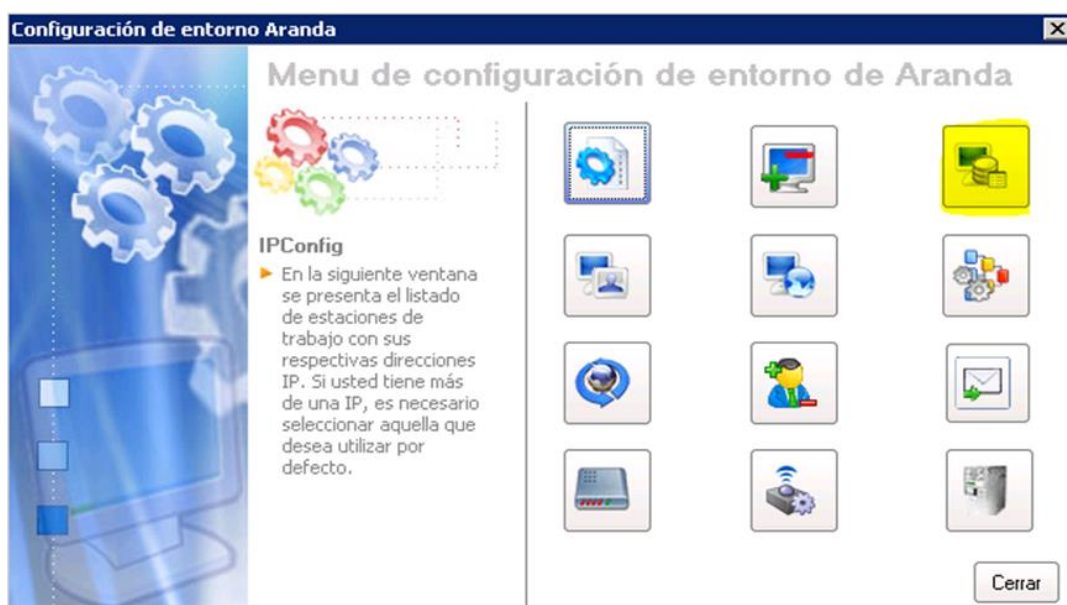 Configuración de entorno Aranda
Menu de configuración de entorno de Aranda
IPConfig
En la siguiente ventana
se presenta el listado
de estaciones de
trabajo con sus
respectivas direcciones
IP. Si usted tiene más
de una IP, es necesario
seleccionar aquella que
desea utilizar por
defecto.
Cerrar